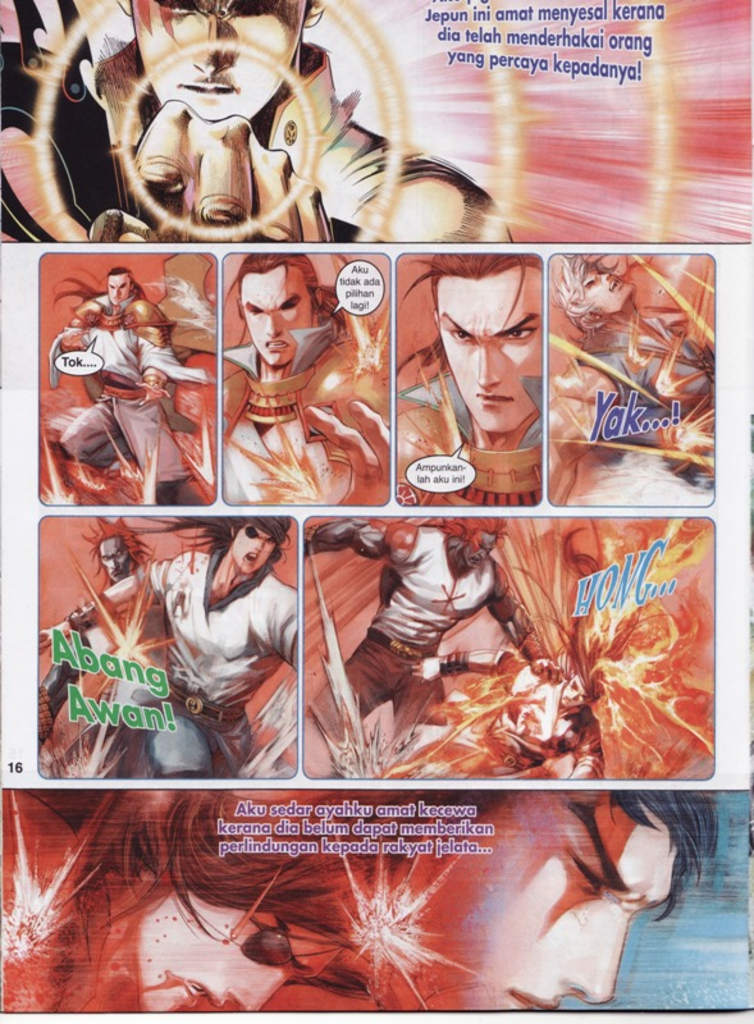 Jepun ini amat menyesal kerana
dia telah menderhakai orang
yang percaya kepadanya!
Tok....
Aku
tidak ada
pilihan
lagi!
Ampunkan-
lah aku ini!
Yak...!
Abang
Awan!
HONG...
16
Aku sedar ayahku amat kecewa
kerana dia belum dapat memberikan
perlindungan kepada rakyat jelata...